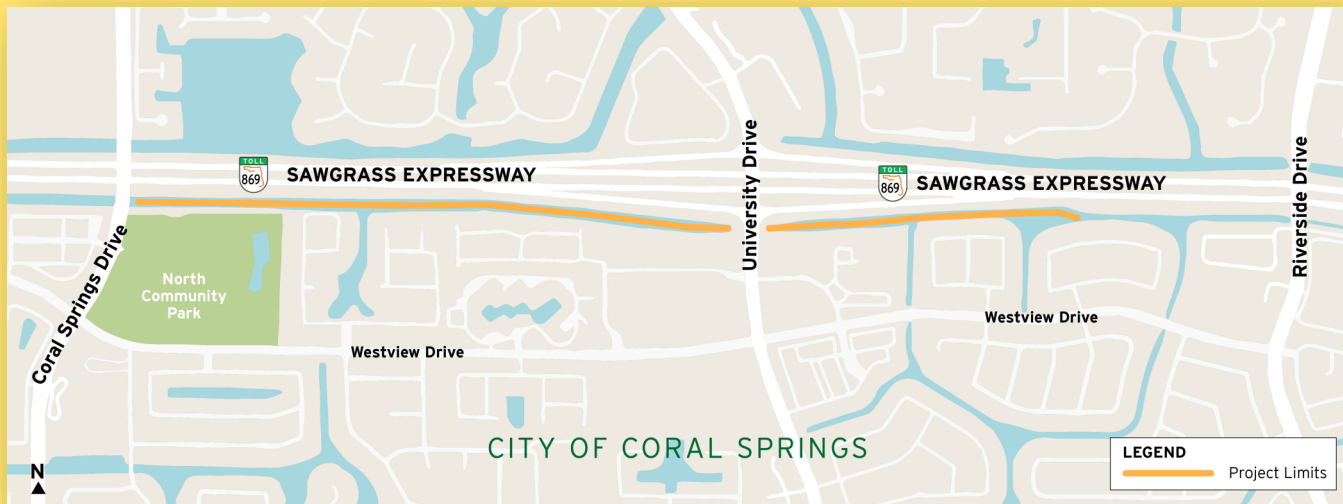 TOLL
869
SAWGRASS EXPRESSWAY
TOLL
869
SAWGRASS EXPRESSWAY
University Drive
Riverside Drive
Coral Springs Drive
North
Community
Park
Westview Drive
Westview Drive
CITY OF CORAL SPRINGS
N
LEGEND
Project Limits